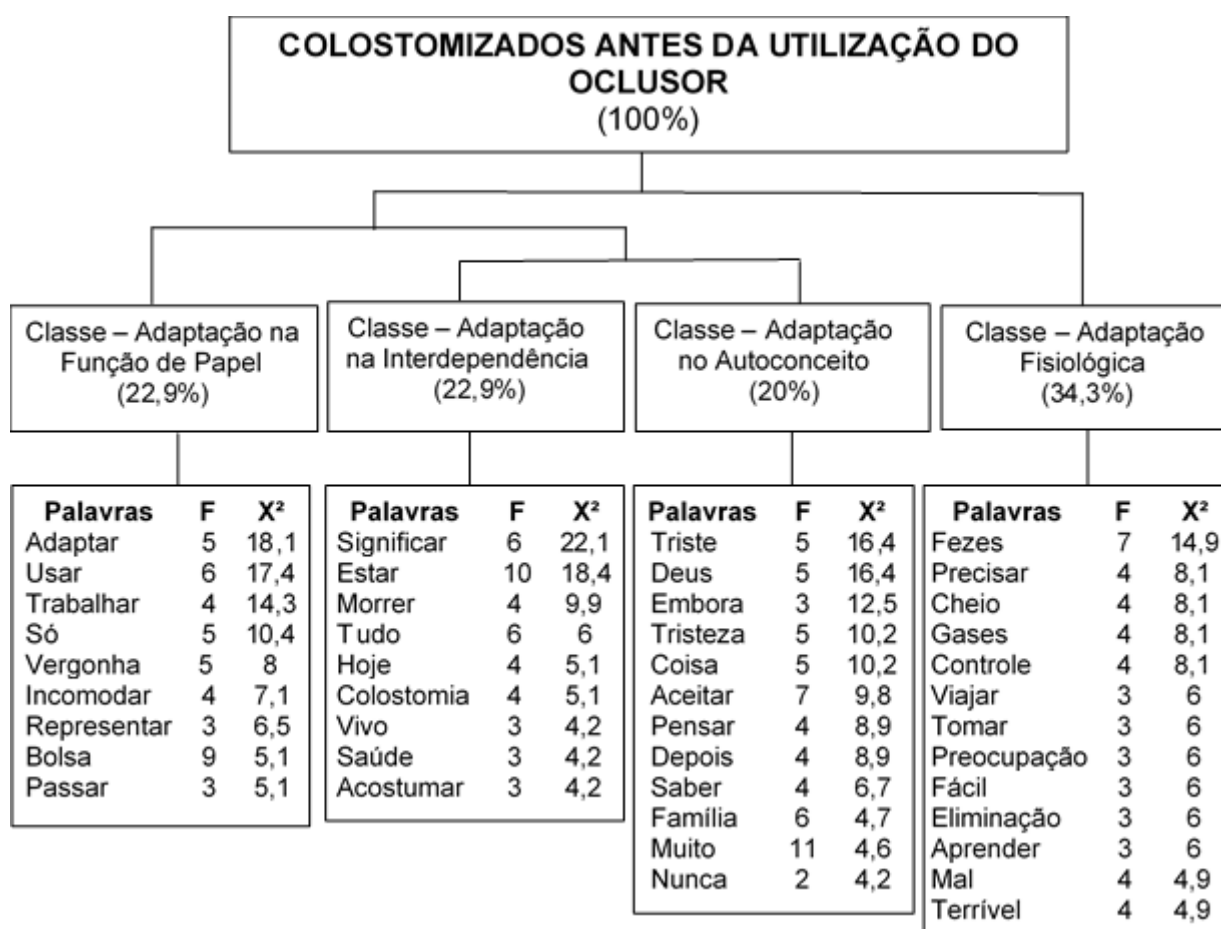 COLOSTOMIZADOS ANTES DA UTILIZAÇÃO DO
OCLUSOR
(100%)
Classe – Adaptação na
Função de Papel
(22,9%)
Classe – Adaptação
na Interdependência
(22,9%)
Classe – Adaptação
no Autoconceito
(20%)
Classe – Adaptação
Fisiológica
(34,3%)
Palavras F X²
Adaptar 5 18,1
Usar 6 17,4
Trabalhar 4 14,3
Só 5 10,4
Vergonha 5 8
Incomodar 4 7,1
Representar 3 6,5
Bolsa 9 5,1
Passar 3 5,1
Palavras F X²
Significar 6 22,1
Estar 10 18,4
Morrer 4 9,9
Tudo 6 6
Hoje 4 5,1
Colostomia 4 5,1
Vivo 3 4,2
Saúde 3 4,2
Acostumar 3 4,2
Palavras F X²
Triste 5 16,4
Deus 5 16,4
Embora 3 12,5
Tristeza 5 10,2
Coisa 5 10,2
Aceitar 7 9,8
Pensar 4 8,9
Depois 4 8,9
Saber 4 6,7
Família 6 4,7
Muito 11 4,6
Nunca 2 4,2
Palavras F X²
Fezes 7 14,9
Precisar 4 8,1
Cheio 4 8,1
Gases 4 8,1
Controle 4 8,1
Viajar 3 6
Tomar 3 6
Preocupação 3 6
Fácil 3 6
Eliminação 3 6
Aprender 3 6
Mal 4 4,9
Terrível 4 4,9